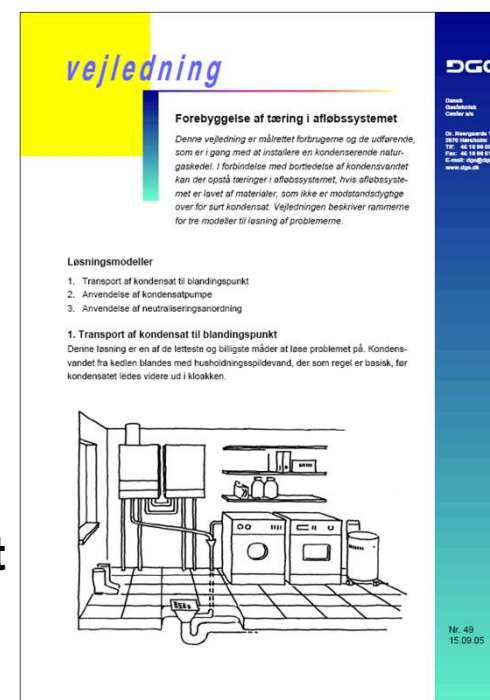 vejledning
DGC
Dansk
Gasteknisk
Center a/s
Forebyggelse af tæring i afløbssystemet
Denne vejledning er målrettet forbrugerne og de udførende,
som er i gang med at installere en kondenserende natur-
gaskedel. I forbindelse med bortledelse af kondensvandet
kan der opstå tæringer i afløbssystemet, hvis afløbssyste-
met er lavet af materialer, som ikke er modstandsdygtige
over for surt kondensat. Vejledningen beskriver rammerne
for tre modeller til løsning af problemerne.
Løsningsmodeller
1. Transport af kondensat til blandingspunkt
2. Anvendelse af kondensatpumpe
3. Anvendelse af neutraliseringsanordning
1. Transport af kondensat til blandingspunkt
Denne løsning er en af de letteste og billigste måder at løse problemet på. Kondens-
vandet fra kedlen blandes med husholdningsspildevand, der som regel er basisk, før
kondensatet ledes videre ud i kloakken.
t
Nr. 49
15.09.05